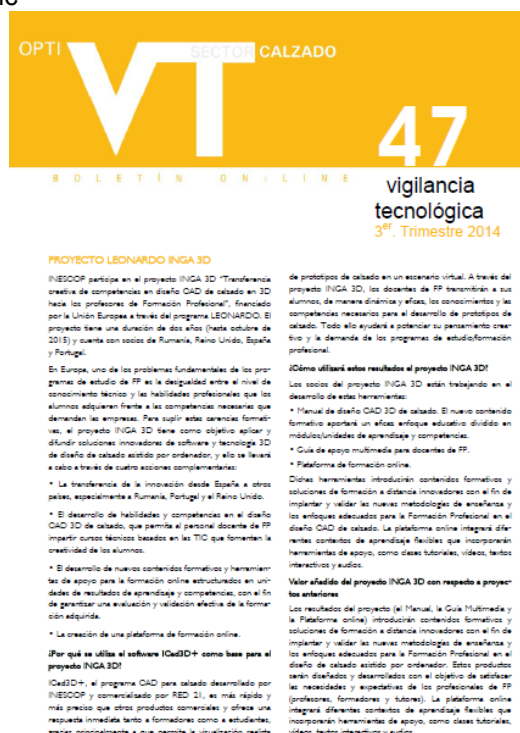 OPTI
VT
SECTOR CALZADO
47
BOLETÍN ON-LINE
vigilancia
tecnológica
3er. Trimestre 2014
PROYECTO LEONARDO INGA 3D
INESCOP participa en el proyecto INGA 3D "Transferencia
creativa de competencias en diseño CAD de calzado en 3D
hacia los profesores de Formación Profesional", financiado
por la Unión Europea a través del programa LEONARDO. El
proyecto tiene una duración de dos años (hasta octubre de
2015) y cuenta con socios de Rumania, Reino Unido, España
y Portugal.
En Europa, uno de los problemas fundamentales de los pro-
gramas de estudio de FP es la desigualdad entre el nivel de
conocimiento técnico y las habilidades profesionales que los
alumnos adquieren frente a las competencias necesarias que
demandan las empresas. Para suplir estas carencias formati-
vas, el proyecto INGA 3D tiene como objetivo aplicar y
difundir soluciones innovadoras de software y tecnología 3D
de diseño de calzado asistido por ordenador, y ello se llevará
a cabo a través de cuatro acciones complementarias:
• La transferencia de la innovación desde España a otros
países, especialmente a Rumanía, Portugal y el Reino Unido.
• El desarrollo de habilidades y competencias en el diseño
CAD 3D de calzado, que permita al personal docente de FP
impartir cursos técnicos basados en las TIC que fomenten la
creatividad de los alumnos.
• El desarrollo de nuevos contenidos formativos y herramien-
tas de apoyo para la formación online estructurados en uni-
dades de resultados de aprendizaje y competencias, con el fin
de garantizar una evaluación y validación efectiva de la forma-
ción adquirida.
• La creación de una plataforma de formación online.
¿Por qué se utiliza el software ICad3D+ como base para el
proyecto INGA 3D?
ICad3D+, el programa CAD para calzado desarrollado por
INESCOP y comercialisado por RED 21, es más rápido y
más preciso que otros productos comerciales y ofrece una
respuesta inmediata tanto a formadores como a estudiantes,
gracias principalmente a que permite la visualización realista
de prototipos de calzado en un escenario virtual. A través del
proyecto INGA 3D, los docentes de FP transmitirán a sus
alumnos, de manera dinámica y eficaz, los conocimientos y las
competencias necesarios para el desarrollo de prototipos de
calzado. Todo ello ayudará a potenciar su pensamiento crea-
tivo y la demanda de los programas de estudio/formación
profesional.
¿Cómo utilizará estos resultados el proyecto INGA 3D?
Los socios del proyecto INGA 3D están trabajando en el
desarrollo de estas herramientas:
• Manual de diseño CAD 3D de calzado. El nuevo contenido
formativo aportará un eficaz enfoque educativo dividido en
módulos/unidades de aprendizaje y competencias.
• Guía de apoyo multimedia para docentes de FP.
• Plataforma de formación online.
Dichas herramientas introducirán contenidos formativos y
soluciones de formación a distancia innovadores con el fin de
implantar y validar las nuevas metodologías de enseñanza y
los enfoques adecuados para la Formación Profesional en el
diseño CAD de calzado. La plataforma online integrará dife-
rentes contextos de aprendizaje flexibles que incorporarán
herramientas de apoyo, como clases tutoriales, vídeos, textos
interactivos y audios.
Valor añadido del proyecto INGA 3D con respecto a proyec-
tos anteriores
Los resultados del proyecto (el Manual, la Guía Multimedia y
la Plataforma online) introducirán contenidos formativos y
soluciones de formación a distancia innovadores con el fin de
implantar y validar las nuevas metodologías de enseñanza y
los enfoques adecuados para la Formación Profesional en el
diseño de calzado asistido por ordenador. Estos productos
serán diseñados y desarrollados con el objetivo de satisfacer
las necesidades y expectativas de los profesionales de FP
(profesores, formadores y tutores). La plataforma online
integrará diferentes contextos de aprendizaje flexibles que
incorporarán herramientas de apoyo, como clases tutoriales,
vídeos, textos interactivos y audios.